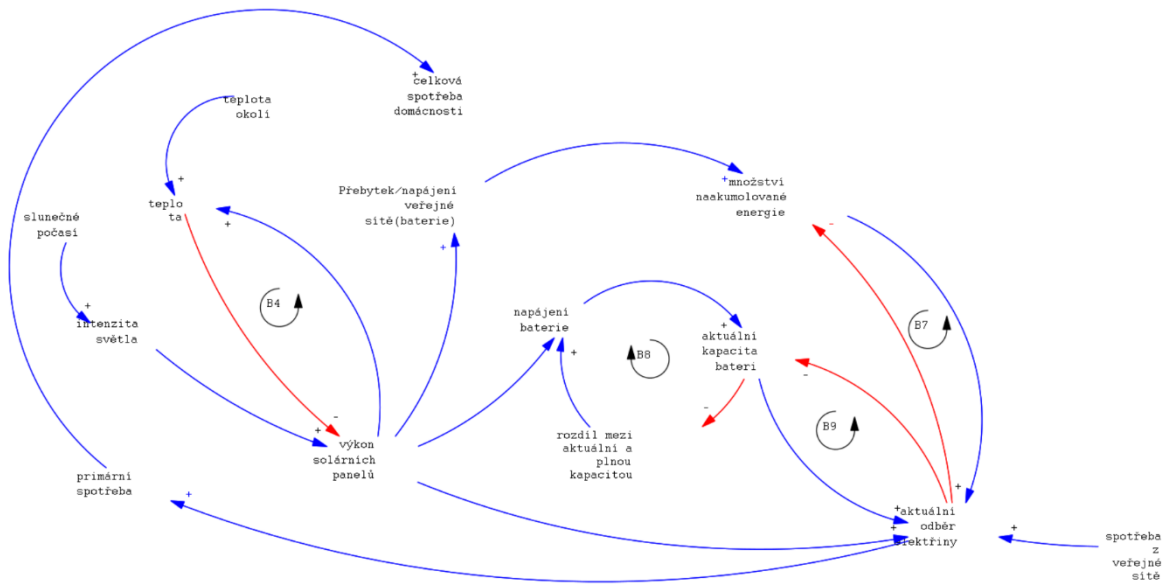 celková
spotřeba
domácnosti
teplota
okolí
teplo
ta
slunečné
počasí
Přebytek/napájení
veřejné
sítě(baterie)
množství
naakumolované
energie
intenzita
světla
B4
napájení
baterie
aktuální
kapacita
bateri
B8
B7
B9
výkon
solárních
panelů
rozdíl mezi
aktuální a
plnou
kapacitou
primární
spotřeba
aktuální
odběr
elektřiny
spotřeba
z
veřejné
sítě